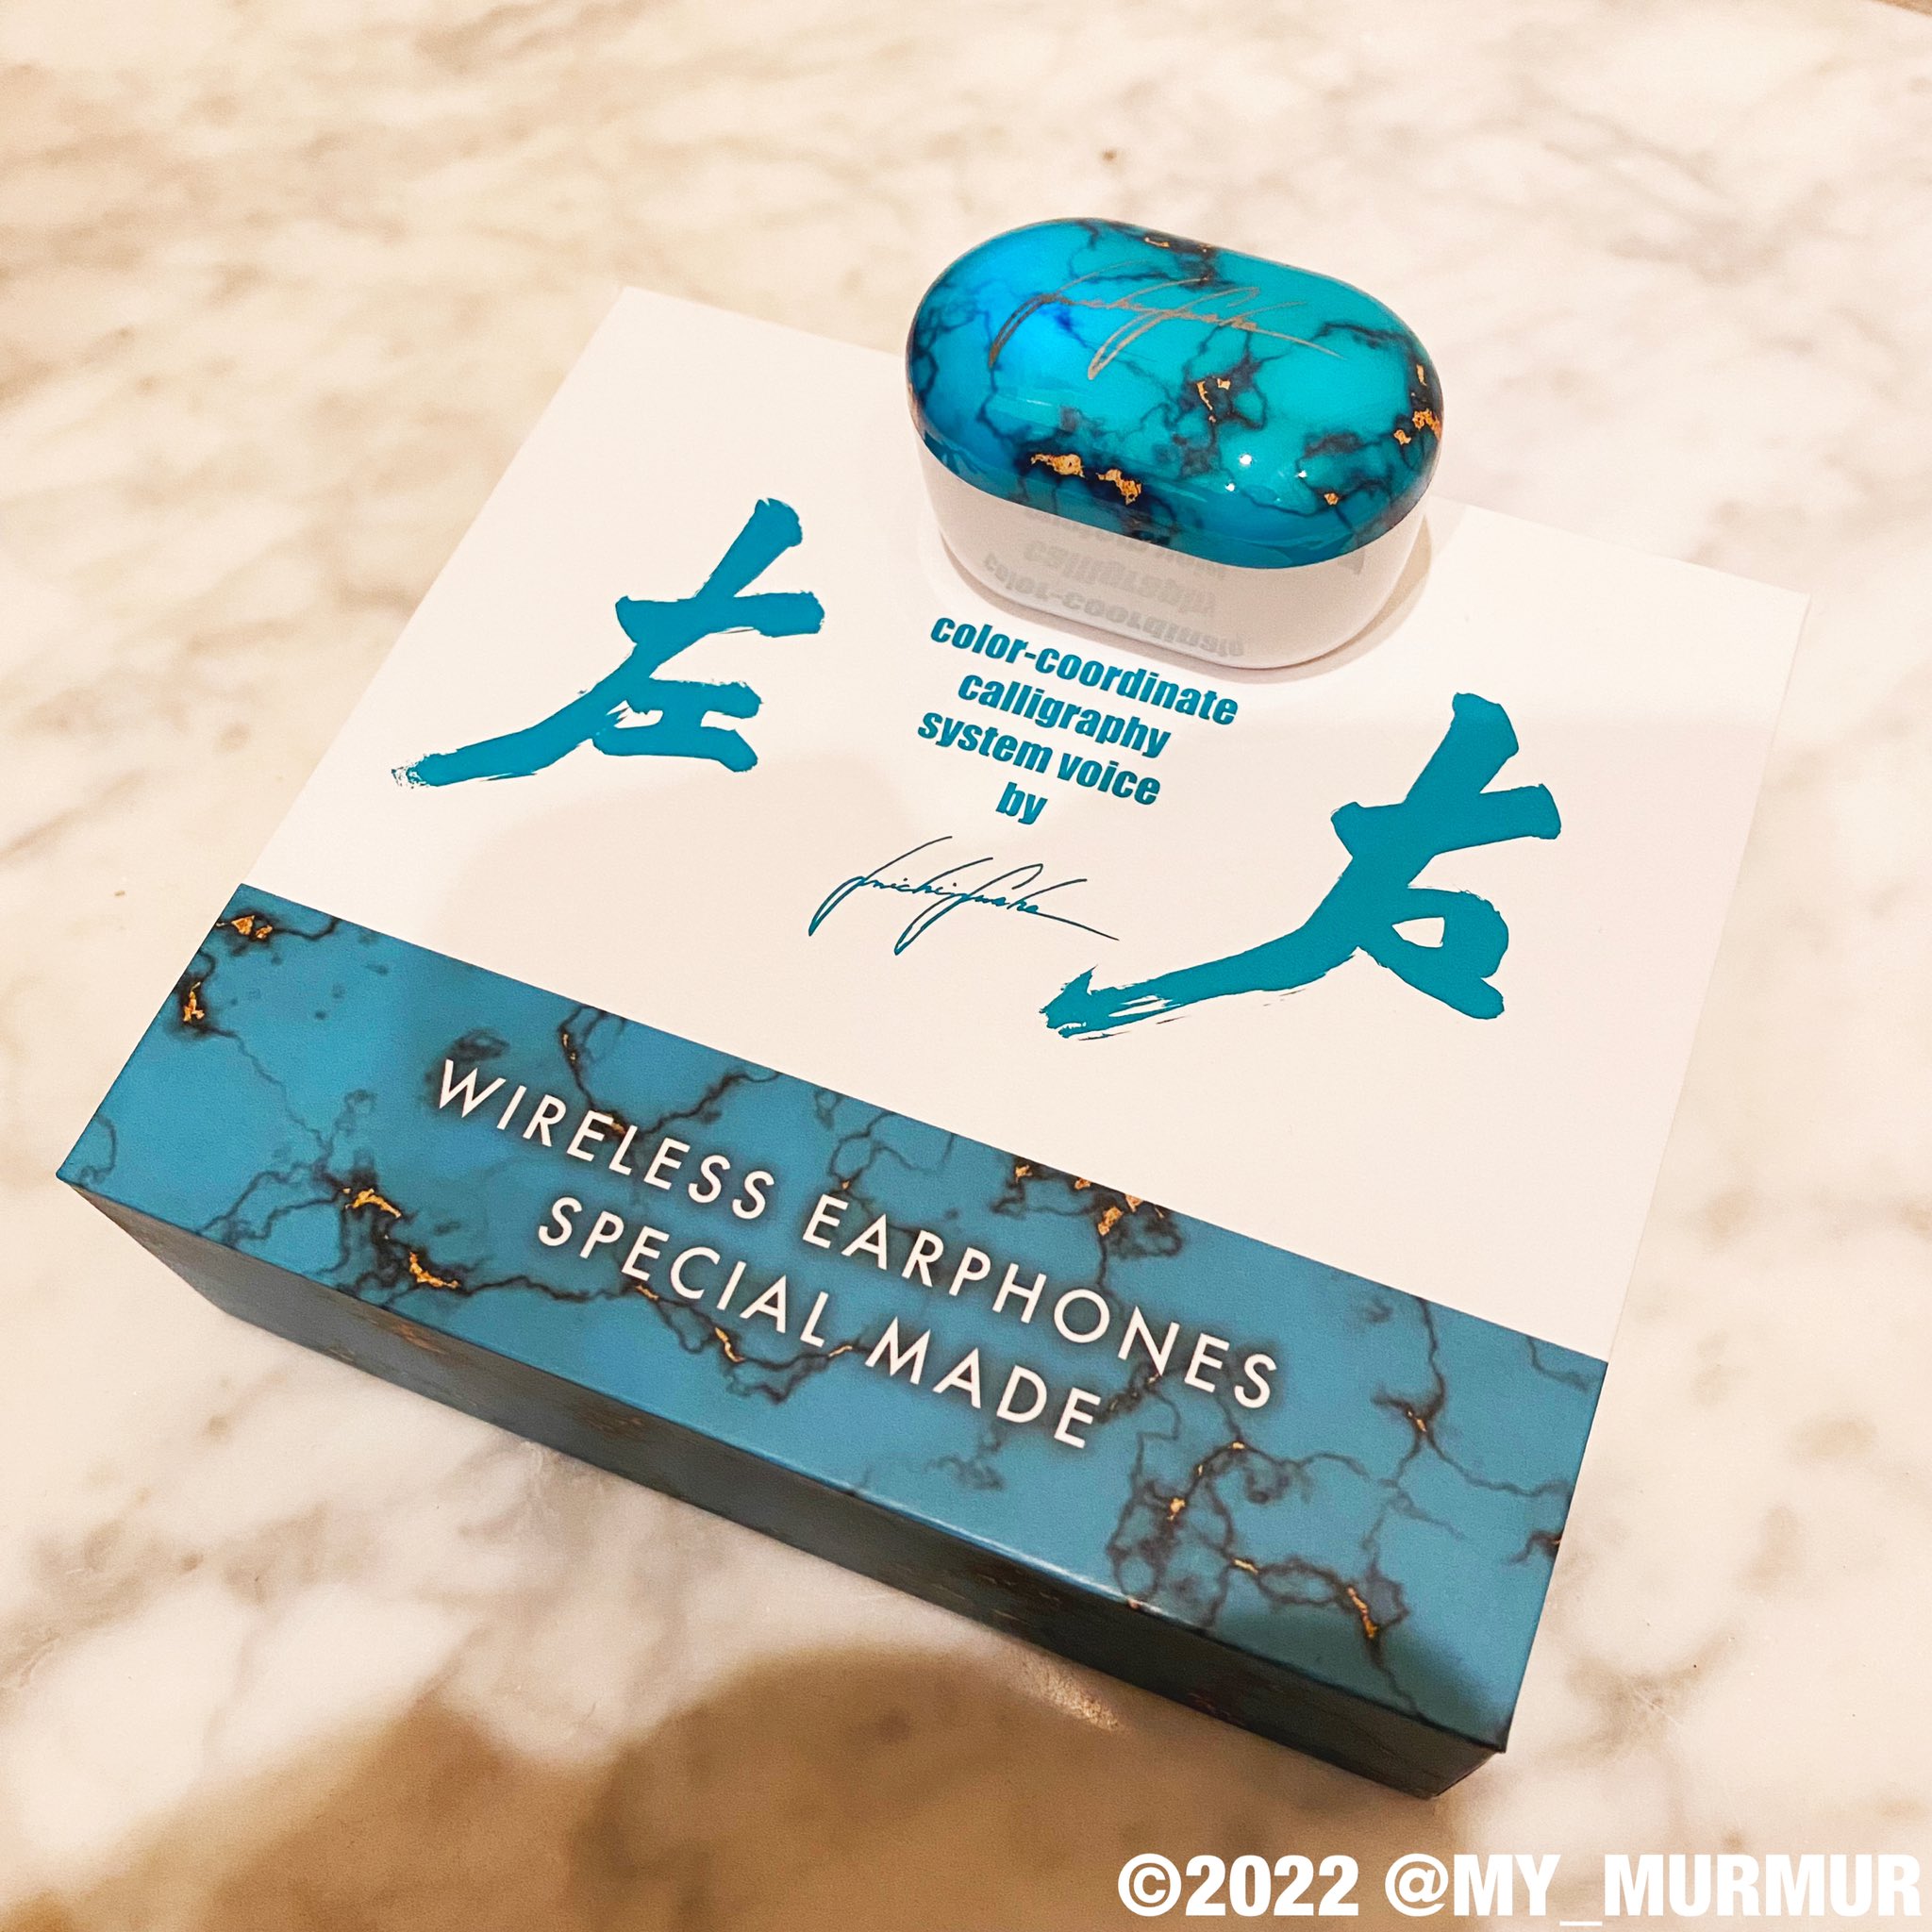 左
color-coordinate
calligraphy
system voice
by
右
WIRELESS EARPHONES
SPECIAL MADE
©2022 @MY_MURMUR